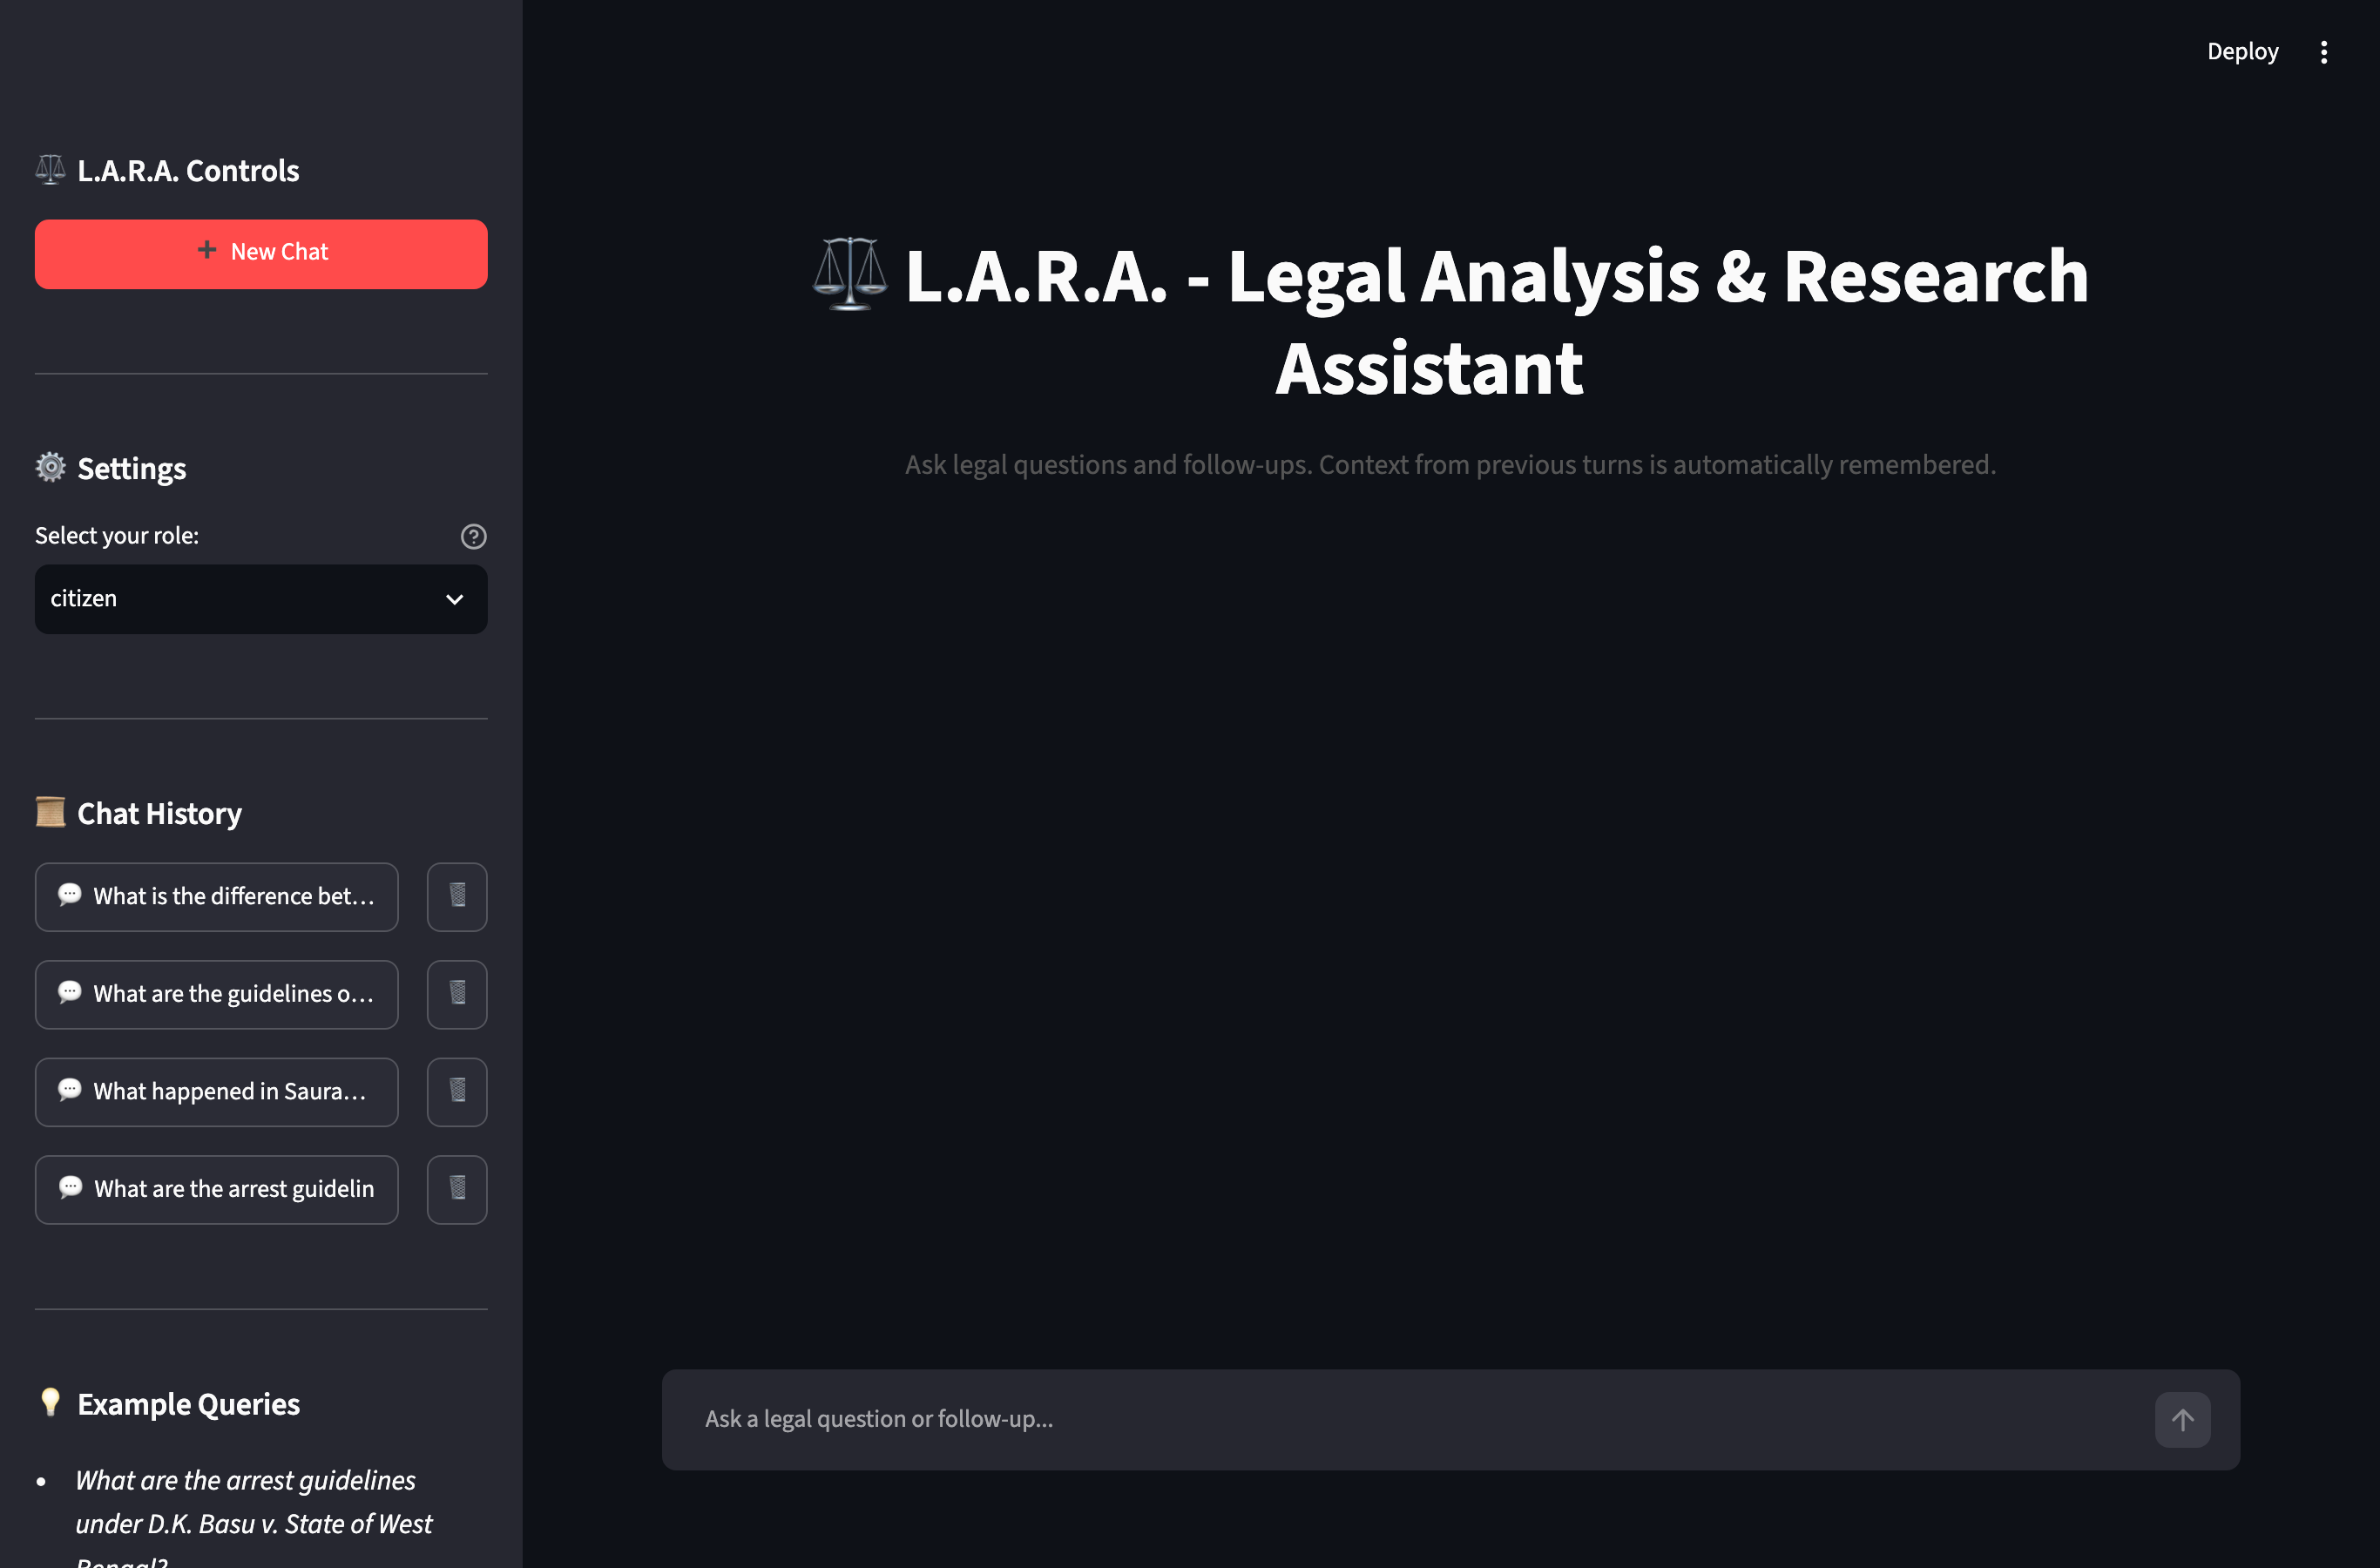 Deploy
L.A.R.A. Controls
New Chat
Settings
Select your role:
citizen
Chat History
What is the difference bet...
What are the guidelines o...
What happened in Saura...
What are the arrest guidelin
Example Queries
• What are the arrest guidelines
under D.K. Basu v. State of West
Bengal?
L.A.R.A. - Legal Analysis & Research
Assistant
Ask legal questions and follow-ups. Context from previous turns is automatically remembered.
Ask a legal question or follow-up...